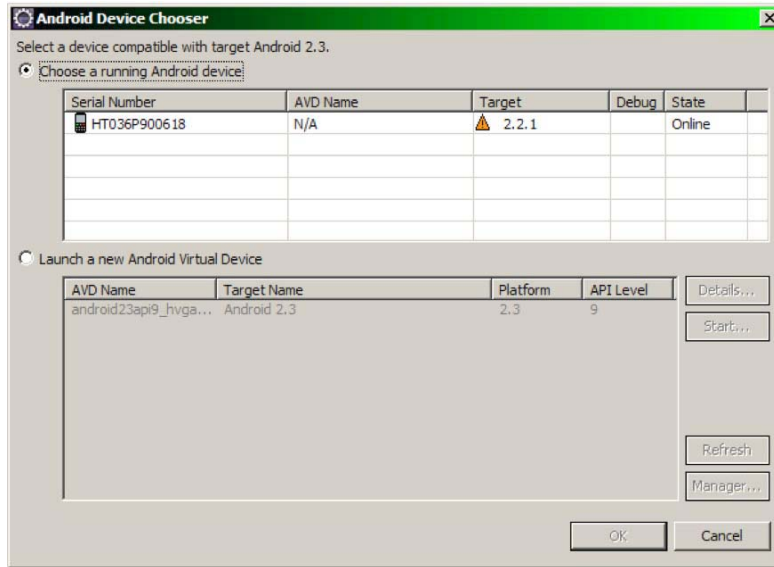 Android Device Chooser
Select a device compatible with target Android 2.3.
Choose a running Android device
Serial Number AVD Name Target Debug State
HT036P900618 N/A 2.2.1 Online
Launch a new Android Virtual Device
AVD Name Target Name Platform API Level
android23api9_hvga... Android 2.3 2.3 9
Details...
Start...
Refresh
Manager...
OK Cancel